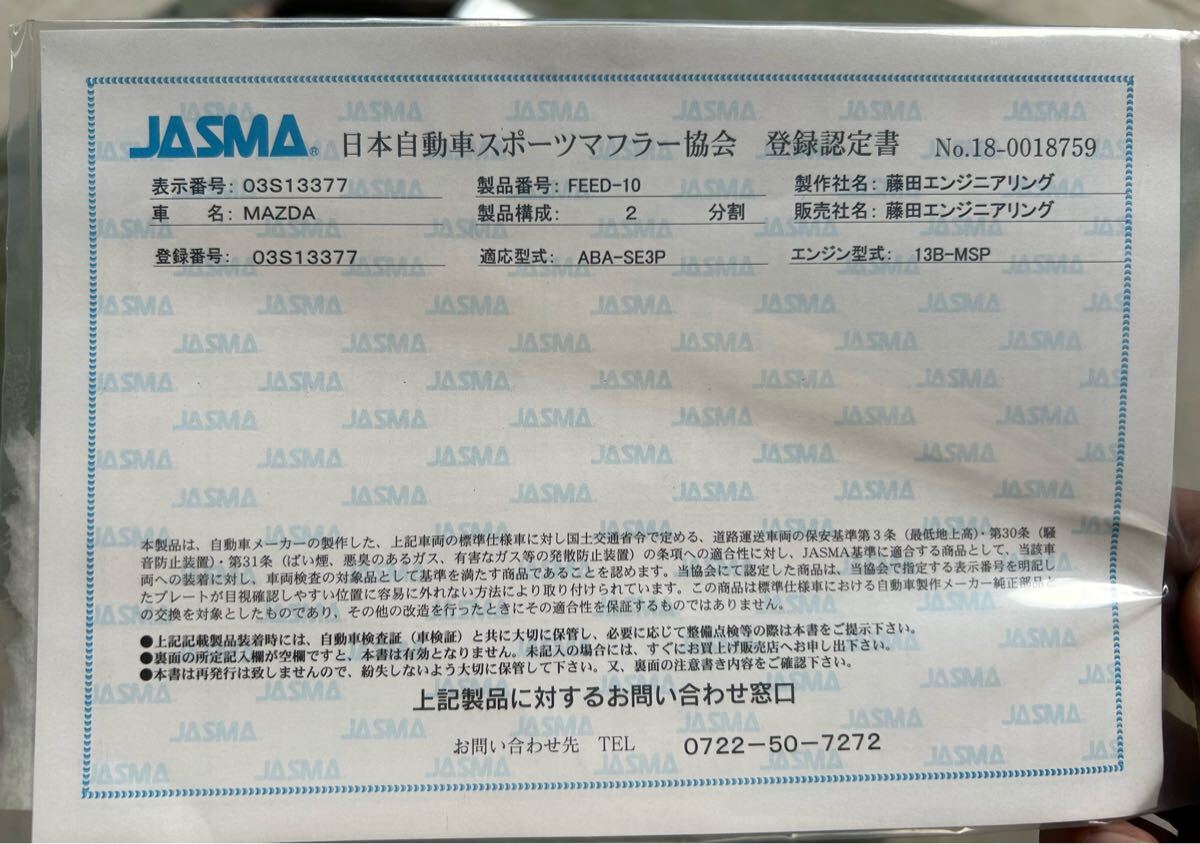 JASMA® 日本自動車スポーツマフラー協会 登録認定書 No.18-0018759
表示番号: 03S13377 製品番号: FEED-10 製作社名: 藤田エンジニアリング
車 名: MAZDA 製品構成: 2 分割 販売社名: 藤田エンジニアリング
登録番号: 03S13377 適応型式: ABA-SE3P エンジン型式: 13B-MSP
本製品は、自動車メーカーの製作した、上記車両の標準仕様車に対し国土交通省令で定める、道路運送車両の保安基準第3条（最低地上高）・第30条（騒
音防止装置）・第31条（ばい煙、悪臭のあるガス、有害なガス等の発散防止装置）の条項への適合性に対し、JASMA基準に適合する商品として、当該車
両への装着に対し、車両検査の対象品として基準を満たす商品であることを認めます。当協会にて認定した商品は、当協会で指定する表示番号を明記し
たプレートが目視確認しやすい位置に容易に外れない方法により取り付けられています。この商品は標準仕様車における自動車製作メーカー純正部品と
の交換を対象としたものであり、その他の改造を行ったときにその適合性を保証するものではありません。
●上記記載製品装着時には、自動車検査証（車検証）と共に大切に保管し、必要に応じて整備点検等の際は本書をご提示下さい。
●裏面の所定記入欄が空欄ですと、本書は有効となりません。未記入の場合には、すぐにお買上げ販売店へお申し出下さい。
●本書は再発行は致しませんので、紛失しないよう大切に保管して下さい。又、裏面の注意書き内容をご確認下さい。
上記製品に対するお問い合わせ窓口
お問い合わせ先 TEL 0722-50-7272